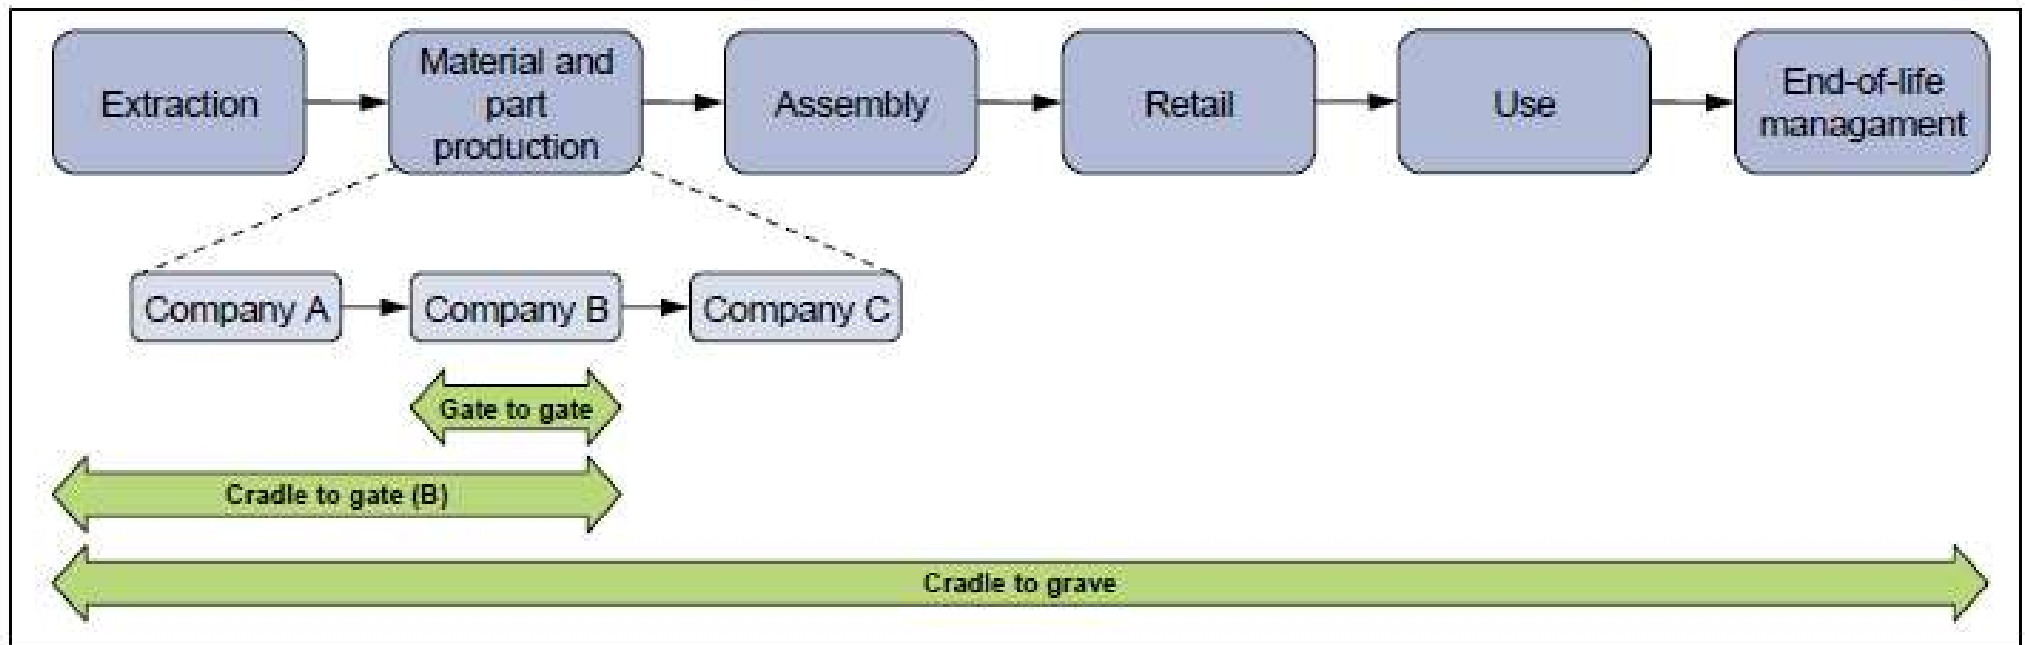 Extraction
Material and
part
production
Assembly
Retail
Use
End-of-life
managament
Company A
Company B
Company C
Gate to gate
Cradle to gate (B)
Cradle to grave